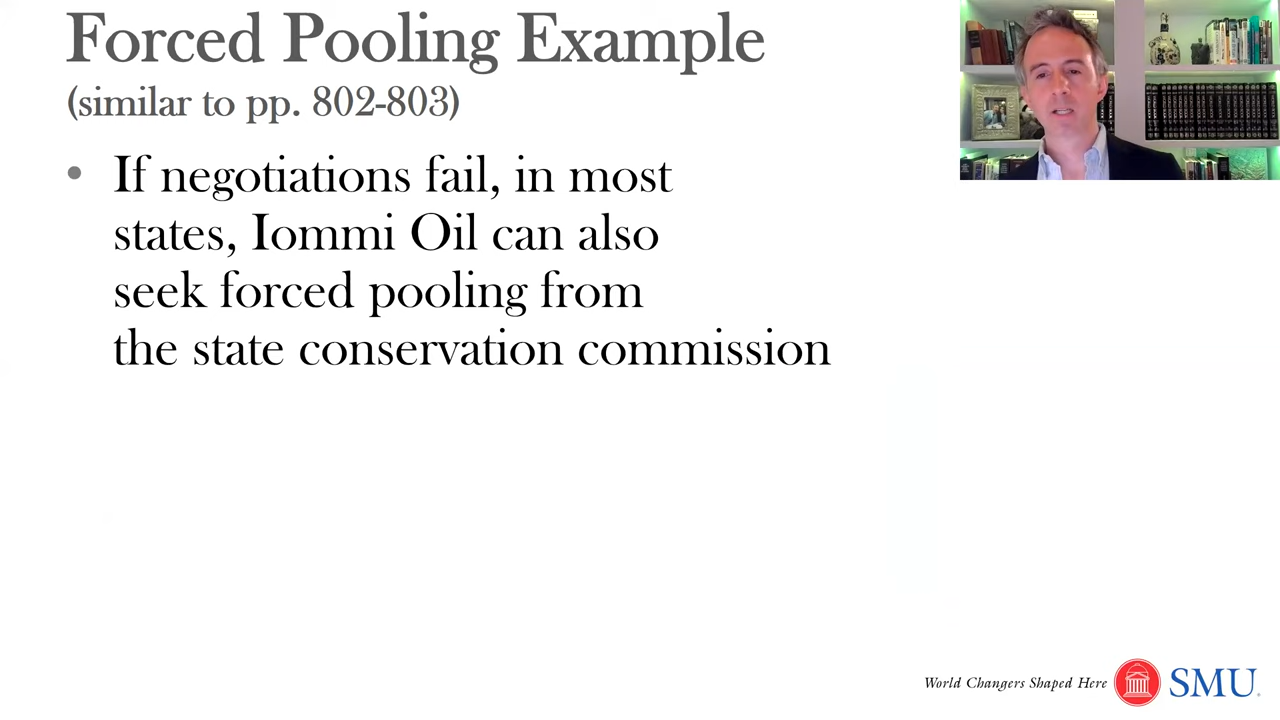 Forced Pooling Example
(similar to pp. 802-803)
• If negotiations fail, in most
states, Iommi Oil can also
seek forced pooling from
the state conservation commission
World Changers Shaped Here
SMU